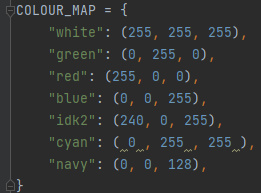 COLOUR_MAP = {
    "white": (255, 255, 255),
    "green": (0, 255, 0),
    "red": (255, 0, 0),
    "blue": (0, 0, 255),
    "idk2": (240, 0, 255),
    "cyan": ( 0 , 255 , 255 ),
    "navy": (0, 0, 128),
}